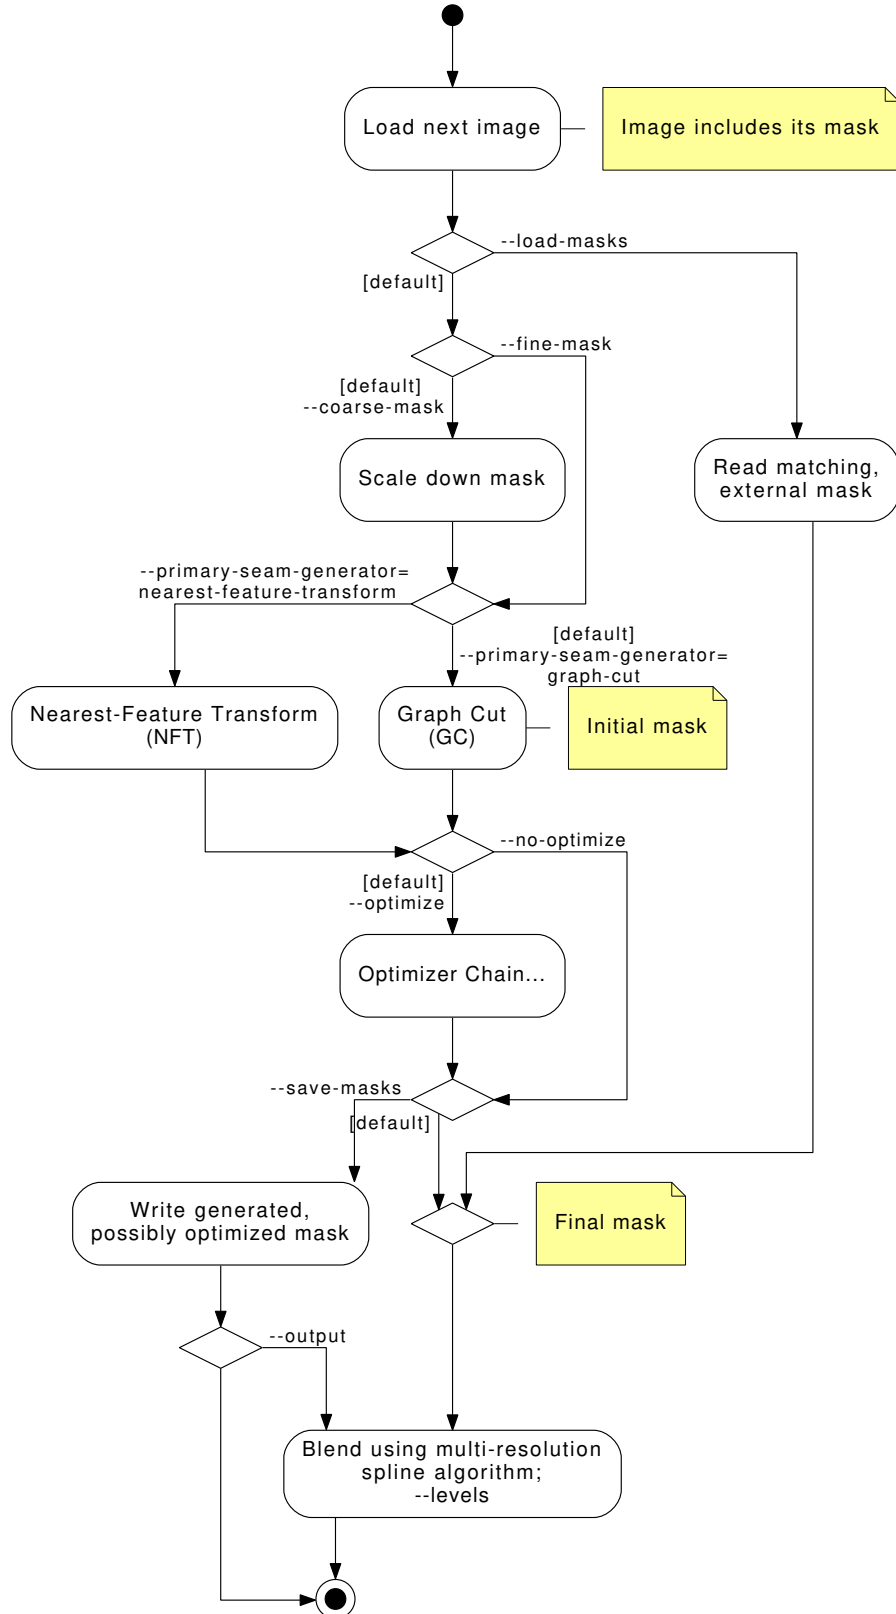 Load next image
Image includes its mask
--load-masks
[default]
--fine-mask
[default]
--coarse-mask
Scale down mask
Read matching,
external mask
--primary-seam-generator=
nearest-feature-transform
[default]
--primary-seam-generator=
graph-cut
Nearest-Feature Transform
(NFT)
Graph Cut
(GC)
Initial mask
--no-optimize
[default]
--optimize
Optimizer Chain...
--save-masks
[default]
Write generated,
possibly optimized mask
Final mask
--output
Blend using multi-resolution
spline algorithm;
--levels